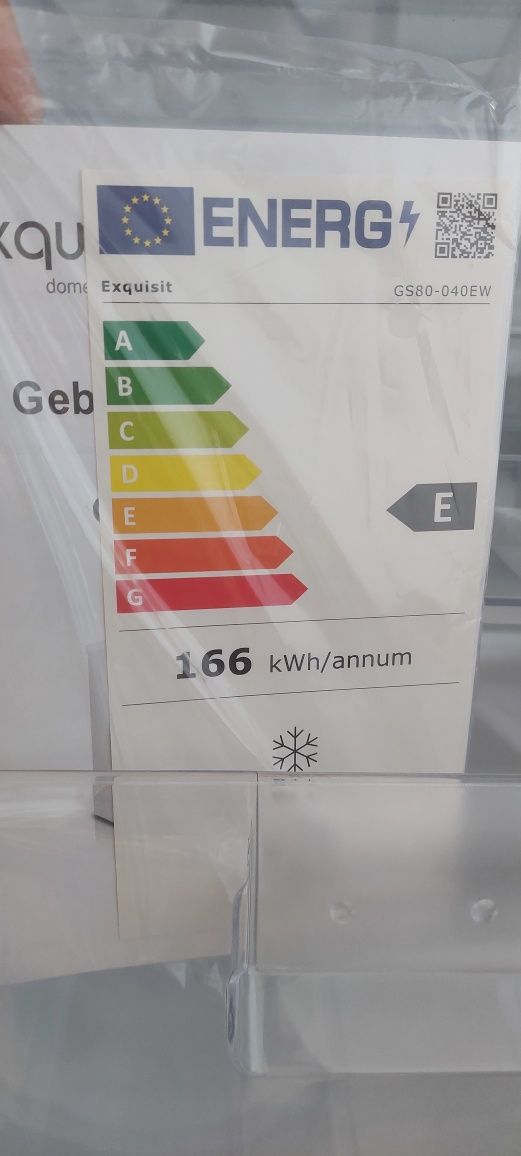 xqu
dome
Geb
ENERG
Exquisit
GS80-040EW
A
B
C
D
E
F
G
E
166 kWh/annum